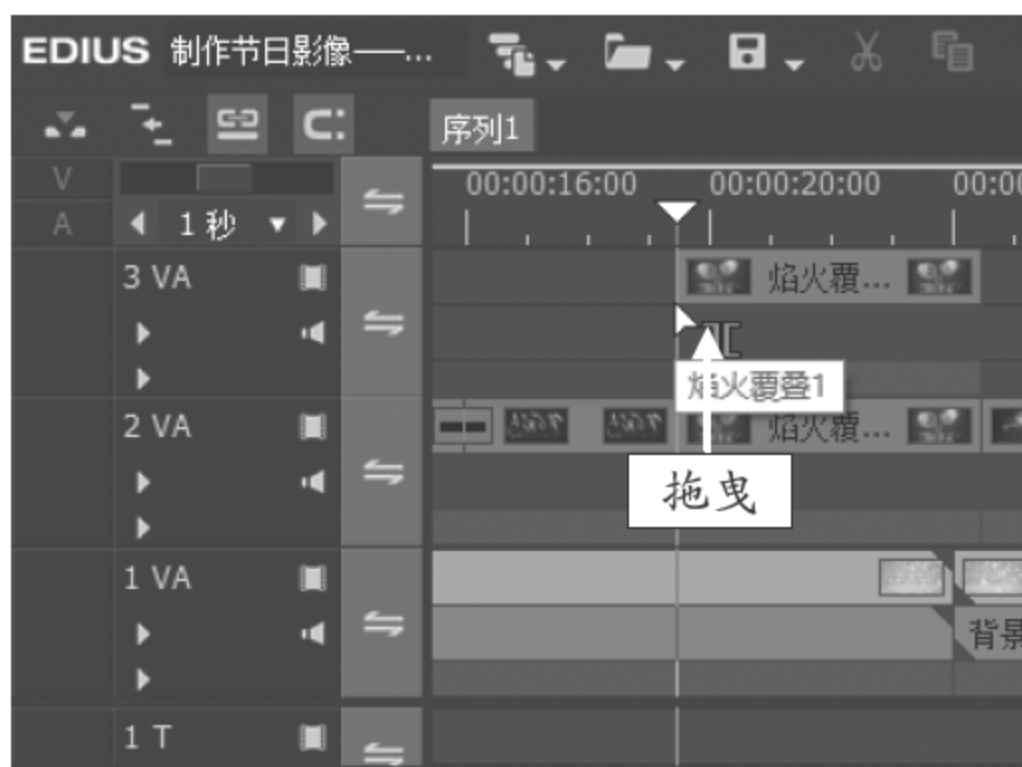 EDIUS 制作节日影像——...
序列1
V
00:00:16:00 00:00:20:00 00:00
A
1 秒
3 VA
焰火覆...
焰火覆叠1
2 VA
焰火覆...
拖曳
1 VA
背景
1 T